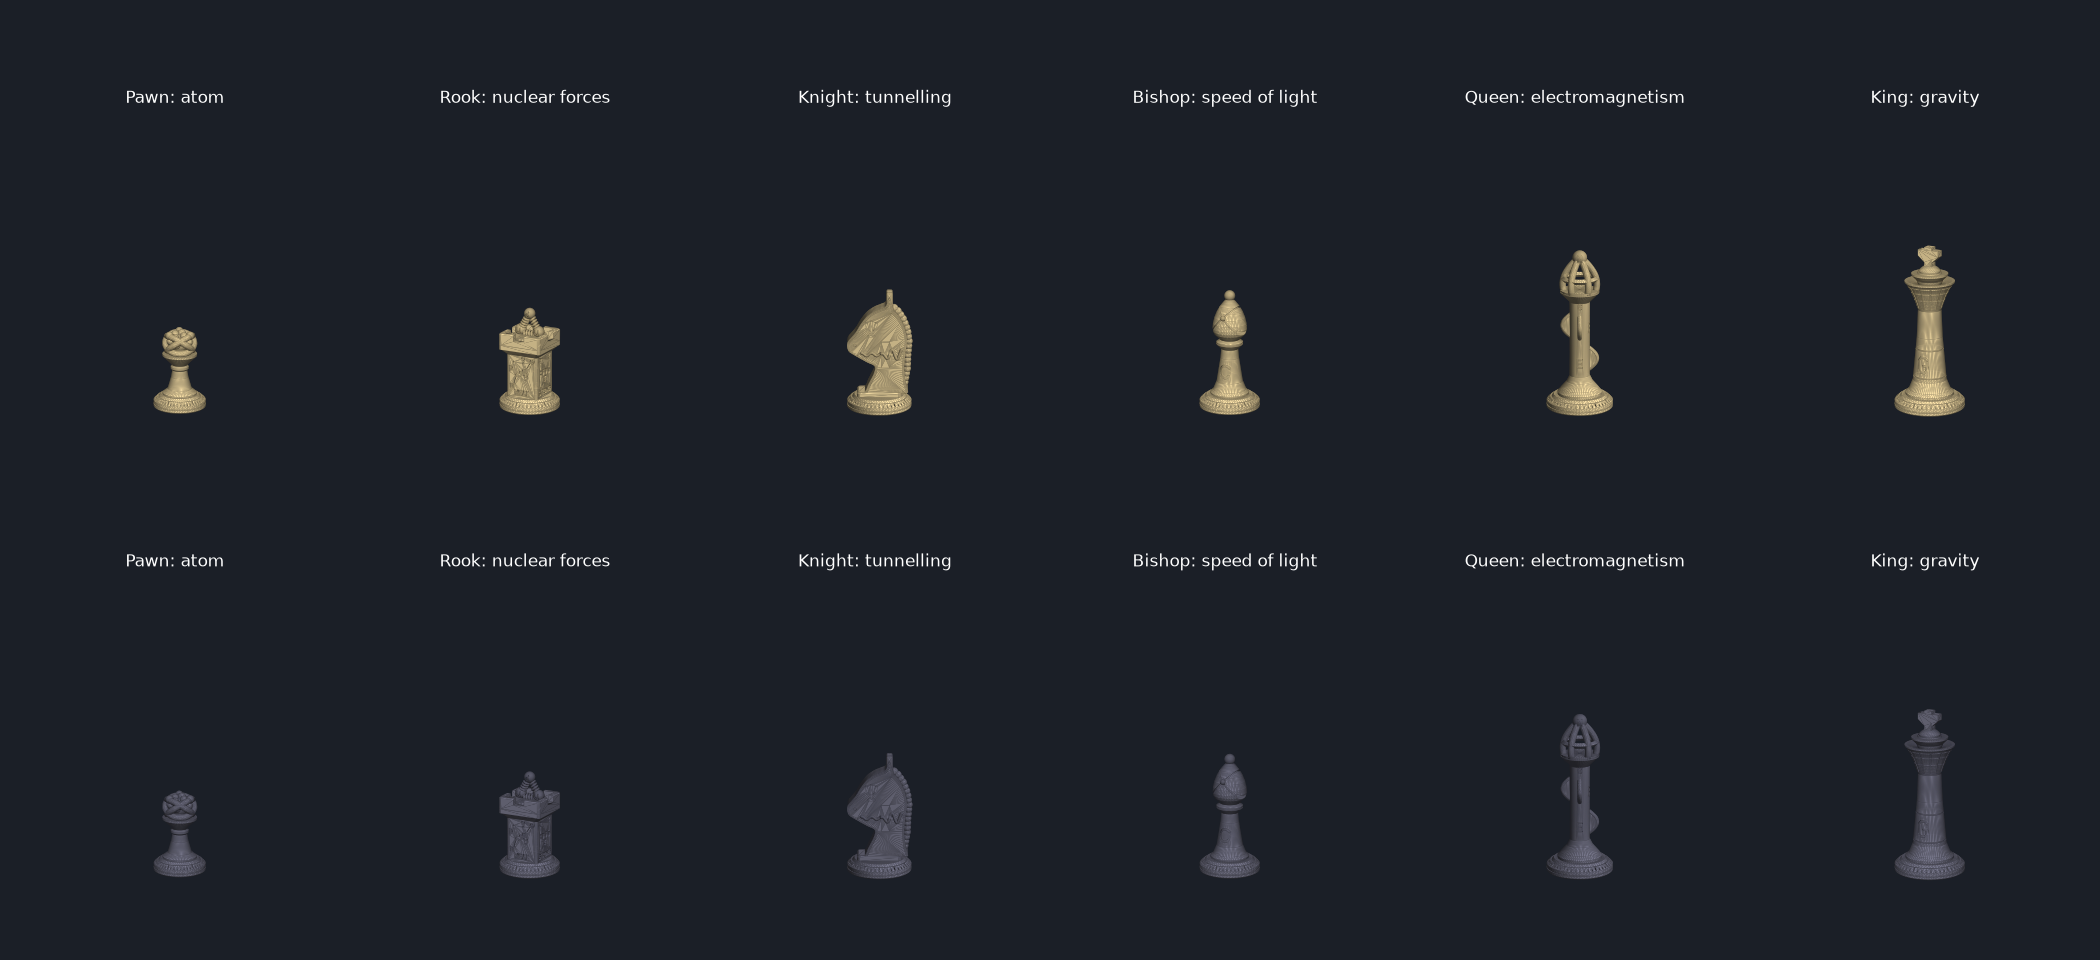 Pawn: atom
Rook: nuclear forces
Knight: tunnelling
Bishop: speed of light
Queen: electromagnetism
King: gravity
Pawn: atom
Rook: nuclear forces
Knight: tunnelling
Bishop: speed of light
Queen: electromagnetism
King: gravity